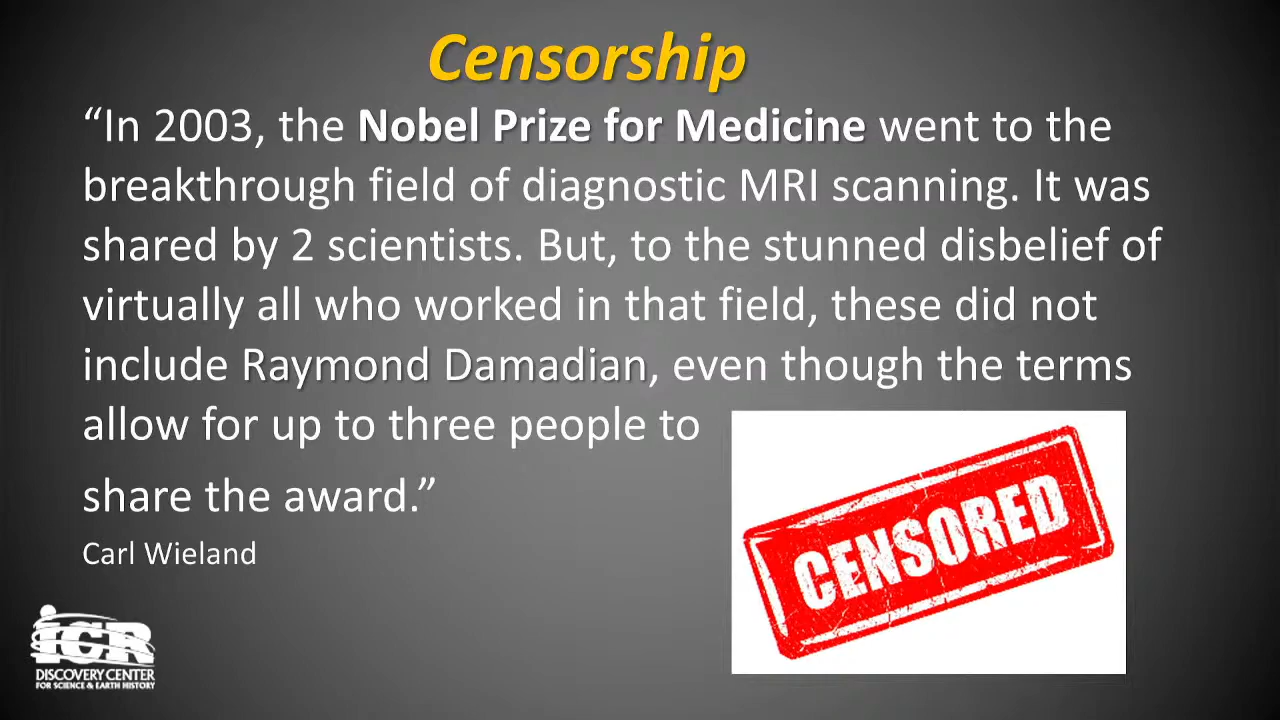 Censorship
“In 2003, the Nobel Prize for Medicine went to the
breakthrough field of diagnostic MRI scanning. It was
shared by 2 scientists. But, to the stunned disbelief of
virtually all who worked in that field, these did not
include Raymond Damadian, even though the terms
allow for up to three people to
share the award.”
Carl Wieland
CENSORED
ICR
DISCOVERY CENTER
FOR SCIENCE & EARTH HISTORY